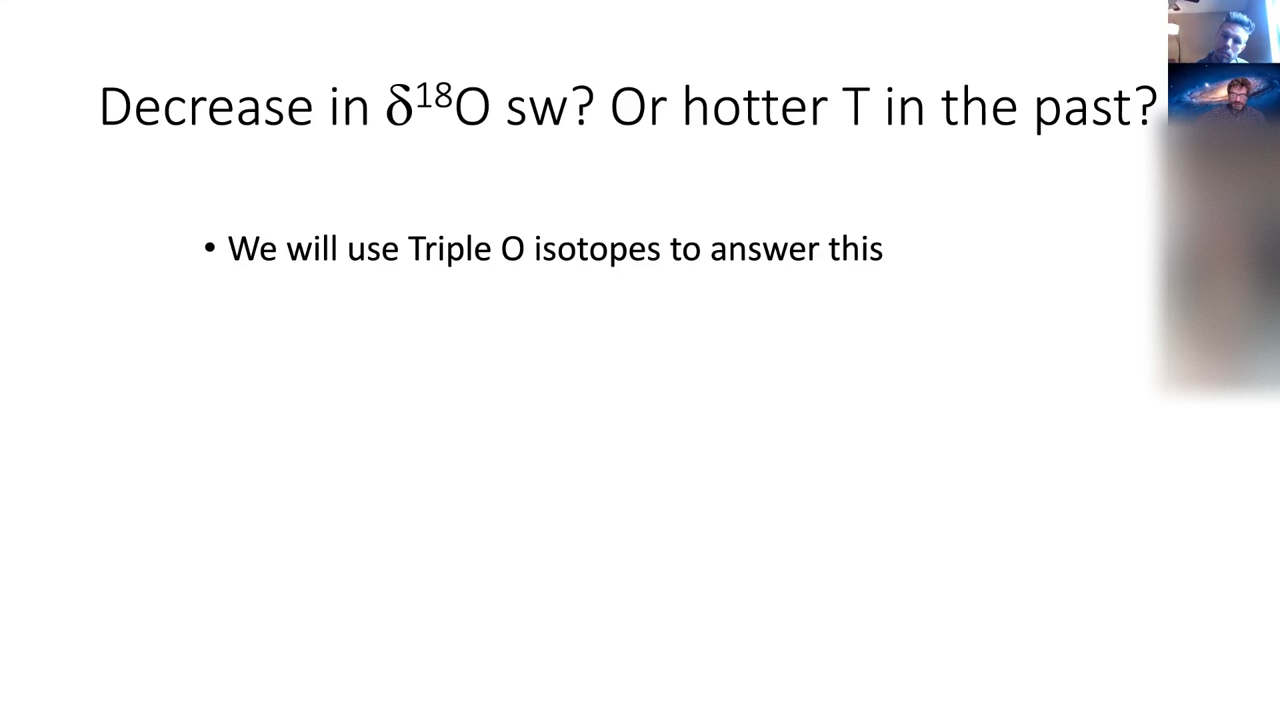 Decrease in δ¹⁸O sw? Or hotter T in the past?
• We will use Triple O isotopes to answer this